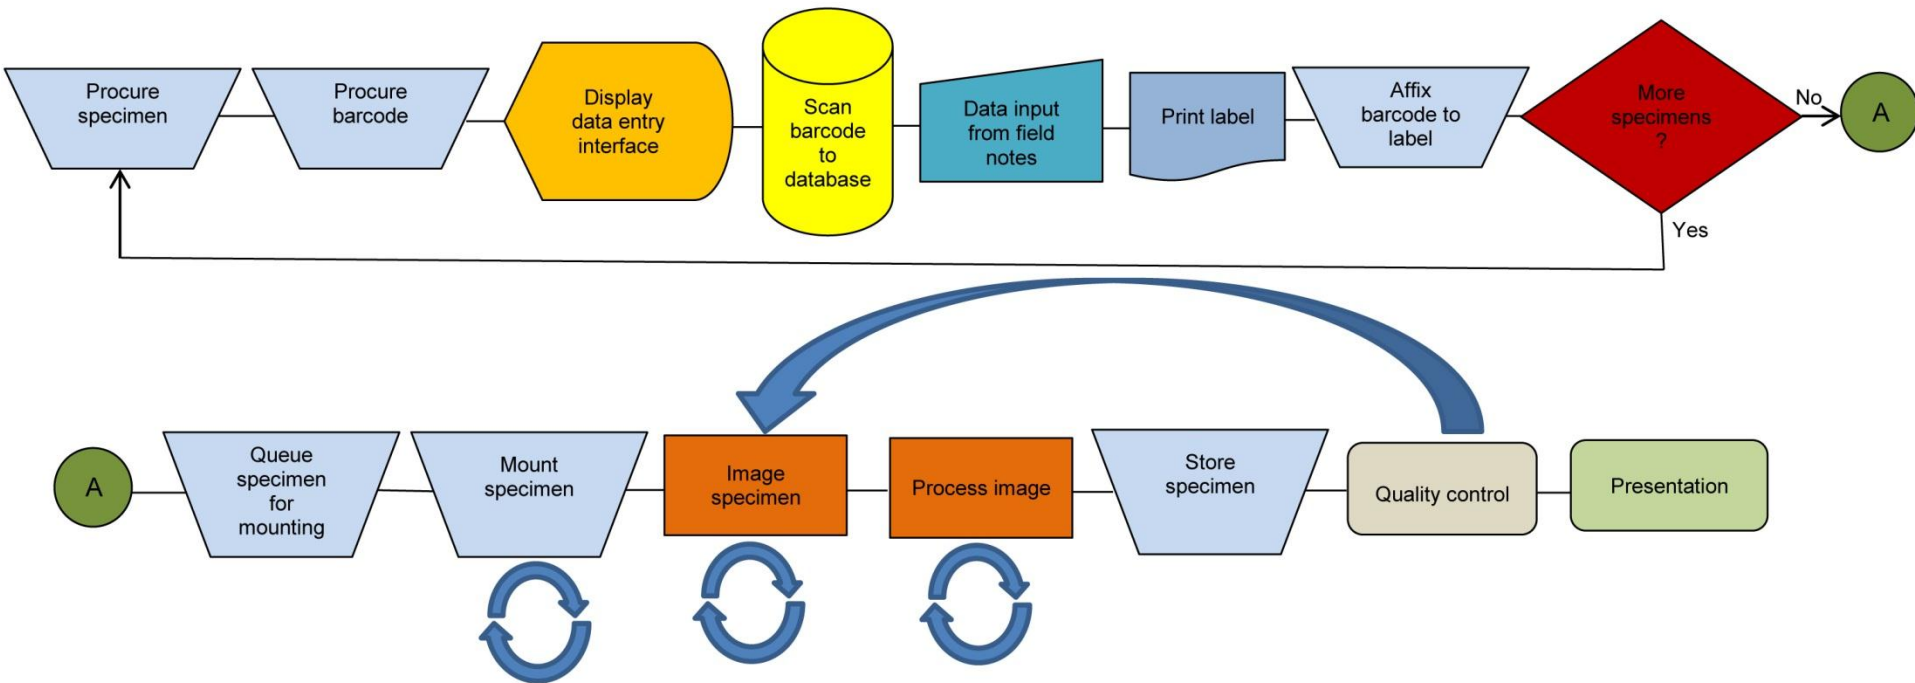 Procure
specimen
Procure
barcode
Display
data entry
interface
Scan
barcode
to
database
Data input
from field
notes
Print label
Affix
barcode to
label
More
specimens
?
No
A
Yes
A
Queue
specimen
for
mounting
Mount
specimen
Image
specimen
Process image
Store
specimen
Quality control
Presentation